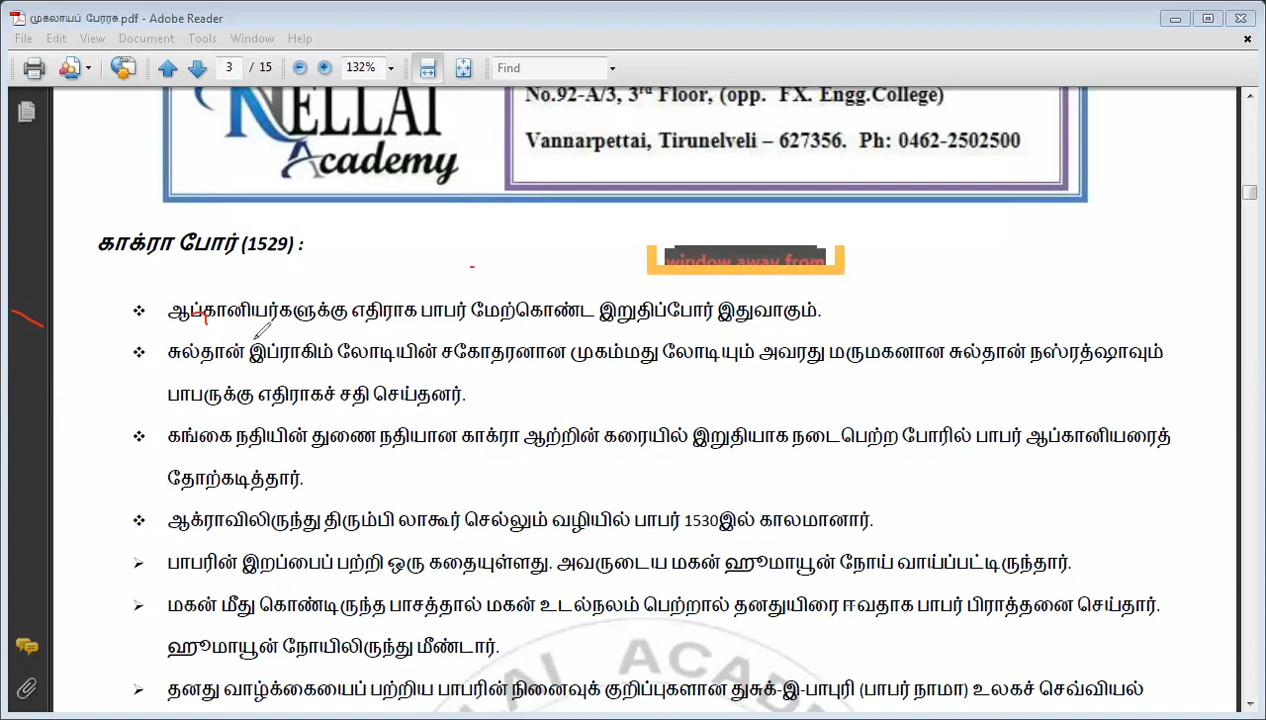 முகலாயப் பேரரசு.pdf - Adobe Reader
File Edit View Document Tools Window Help
3 / 15 132% Find
NELLAI
Academy
No.92-A/3, 3rd Floor, (opp. FX. Engg.College)
Vannarpettai, Tirunelveli – 627356. Ph: 0462-2502500
காக்ரா போர் (1529) :
window away from
❖ ஆப்கானியர்களுக்கு எதிராக பாபர் மேற்கொண்ட இறுதிப்போர் இதுவாகும்.
❖ சுல்தான் இப்ராகிம் லோடியின் சகோதரனான முகம்மது லோடியும் அவரது மருமகனான சுல்தான் நஸ்ரத்ஷாவும்
பாபருக்கு எதிராகச் சதி செய்தனர்.
❖ கங்கை நதியின் துணை நதியான காக்ரா ஆற்றின் கரையில் இறுதியாக நடைபெற்ற போரில் பாபர் ஆப்கானியரைத்
தோற்கடித்தார்.
❖ ஆக்ராவிலிருந்து திரும்பி லாகூர் செல்லும் வழியில் பாபர் 1530இல் காலமானார்.
➢ பாபரின் இறப்பைப் பற்றி ஒரு கதையுள்ளது. அவருடைய மகன் ஹூமாயூன் நோய் வாய்ப்பட்டிருந்தார்.
➢ மகன் மீது கொண்டிருந்த பாசத்தால் மகன் உடல்நலம் பெற்றால் தனதுயிரை ஈவதாக பாபர் பிராத்தனை செய்தார்.
ஹூமாயூன் நோயிலிருந்து மீண்டார்.
➢ தனது வாழ்க்கையைப் பற்றிய பாபரின் நினைவுக் குறிப்புகளான துசுக்-இ-பாபுரி (பாபர் நாமா) உலகச் செவ்வியல்